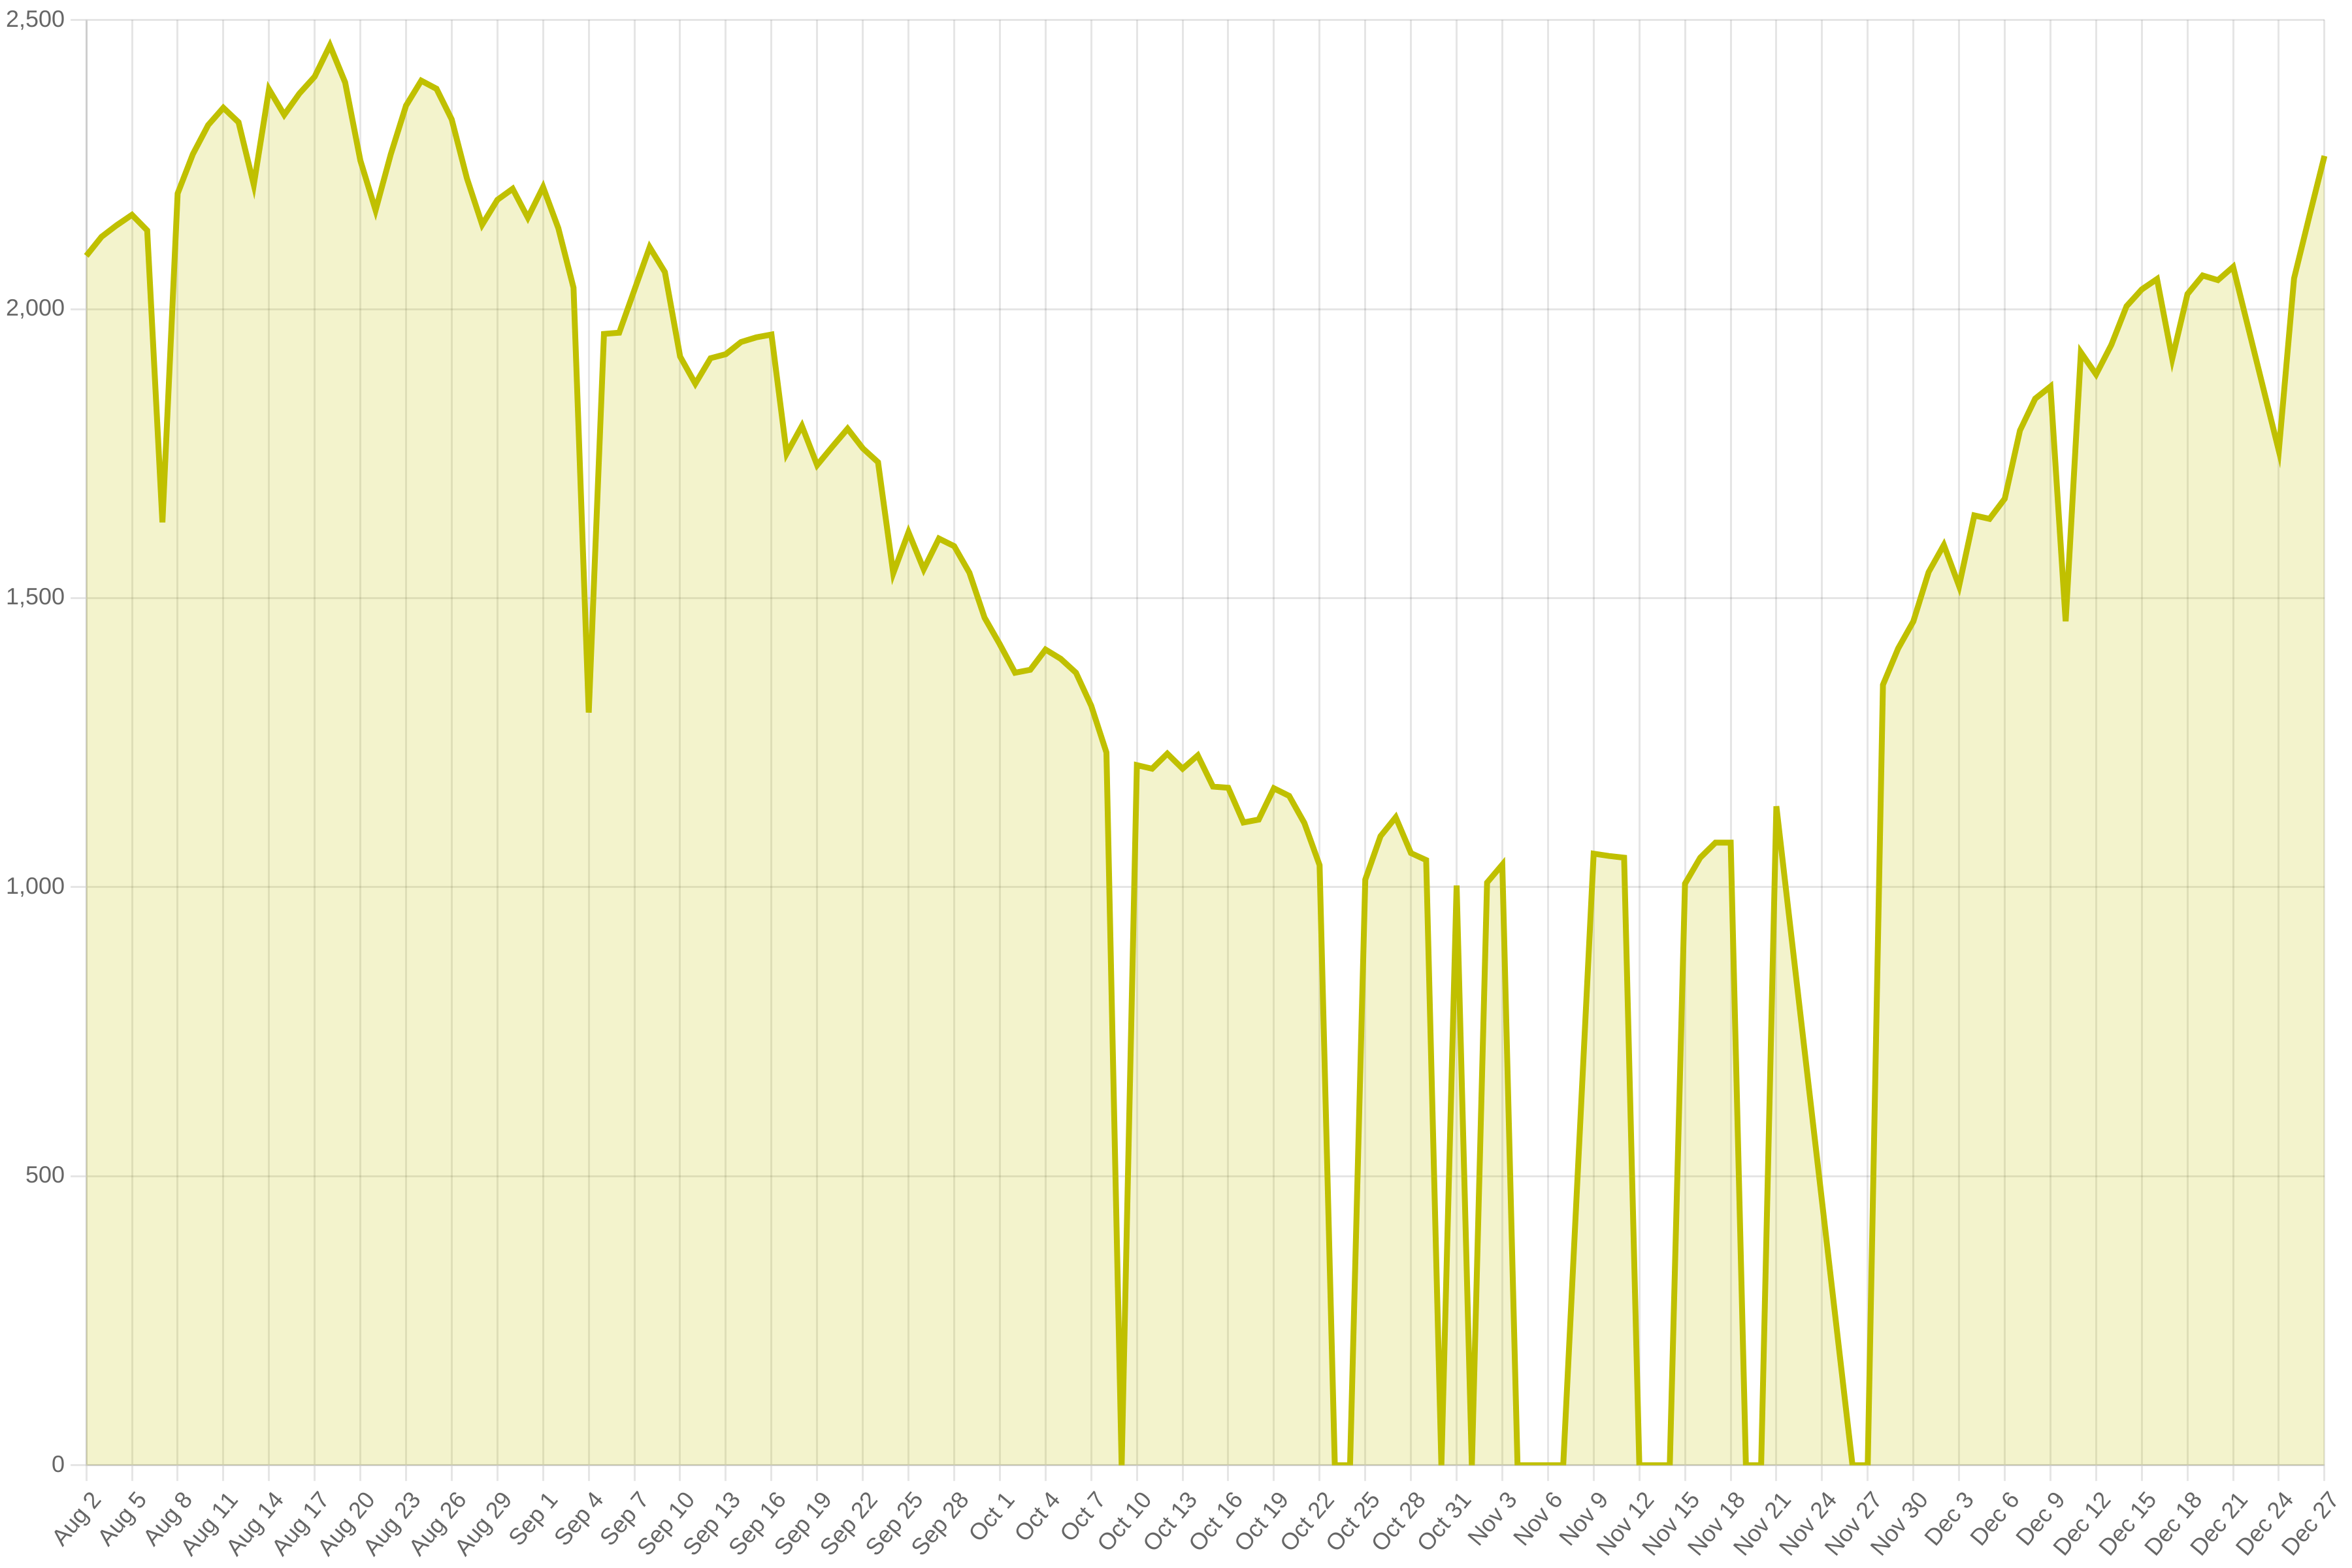 2,500
2,000
1,500
1,000
500
0
Aug 2
Aug 5
Aug 8
Aug 11
Aug 14
Aug 17
Aug 20
Aug 23
Aug 26
Aug 29
Sep 1
Sep 4
Sep 7
Sep 10
Sep 13
Sep 16
Sep 19
Sep 22
Sep 25
Sep 28
Oct 1
Oct 4
Oct 7
Oct 10
Oct 13
Oct 16
Oct 19
Oct 22
Oct 25
Oct 28
Oct 31
Nov 3
Nov 6
Nov 9
Nov 12
Nov 15
Nov 18
Nov 21
Nov 24
Nov 27
Nov 30
Dec 3
Dec 6
Dec 9
Dec 12
Dec 15
Dec 18
Dec 21
Dec 24
Dec 27